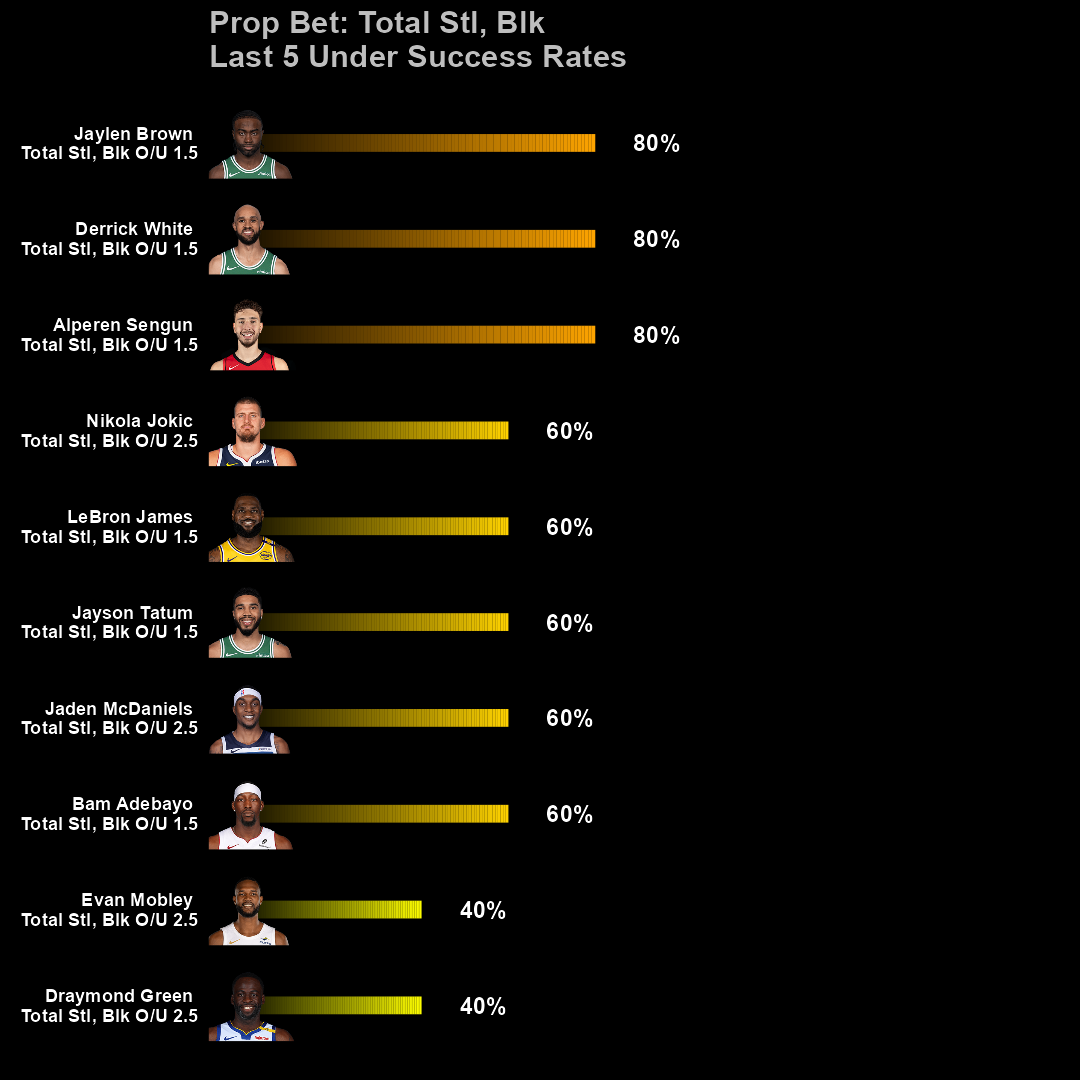 Prop Bet: Total Stl, Blk
Last 5 Under Success Rates
Jaylen Brown
Total Stl, Blk O/U 1.5
80%
Derrick White
Total Stl, Blk O/U 1.5
80%
Alperen Sengun
Total Stl, Blk O/U 1.5
80%
Nikola Jokic
Total Stl, Blk O/U 2.5
60%
LeBron James
Total Stl, Blk O/U 1.5
60%
Jayson Tatum
Total Stl, Blk O/U 1.5
60%
Jaden McDaniels
Total Stl, Blk O/U 2.5
60%
Bam Adebayo
Total Stl, Blk O/U 1.5
60%
Evan Mobley
Total Stl, Blk O/U 2.5
40%
Draymond Green
Total Stl, Blk O/U 2.5
40%